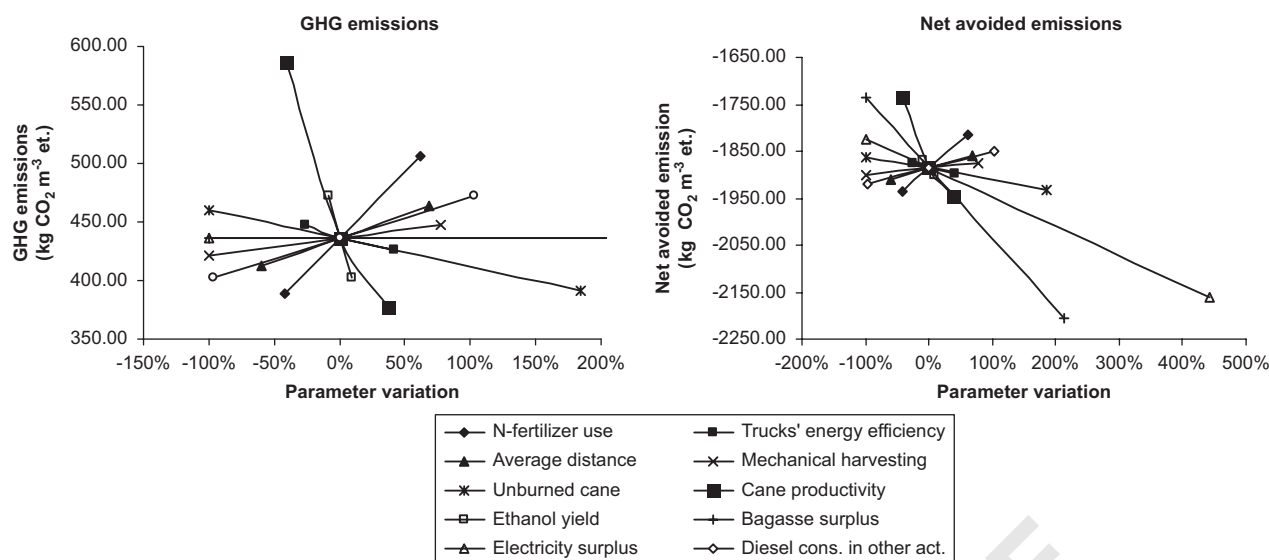 GHG emissions
GHG emissions
(kg CO2 m-3 et.)
600.00
550.00
500.00
450.00
400.00
350.00
-150% -100% -50% 0% 50% 100% 150% 200%
Parameter variation
Net avoided emissions
Net avoided emission
(kg CO2 m-3 et.)
-1650.00
-1750.00
-1850.00
-1950.00
-2050.00
-2150.00
-2250.00
-200% -100% 0% 100% 200% 300% 400% 500%
Parameter variation
N-fertilizer use
Average distance
Unburned cane
Ethanol yield
Electricity surplus
Trucks' energy efficiency
Mechanical harvesting
Cane productivity
Bagasse surplus
Diesel cons. in other act.